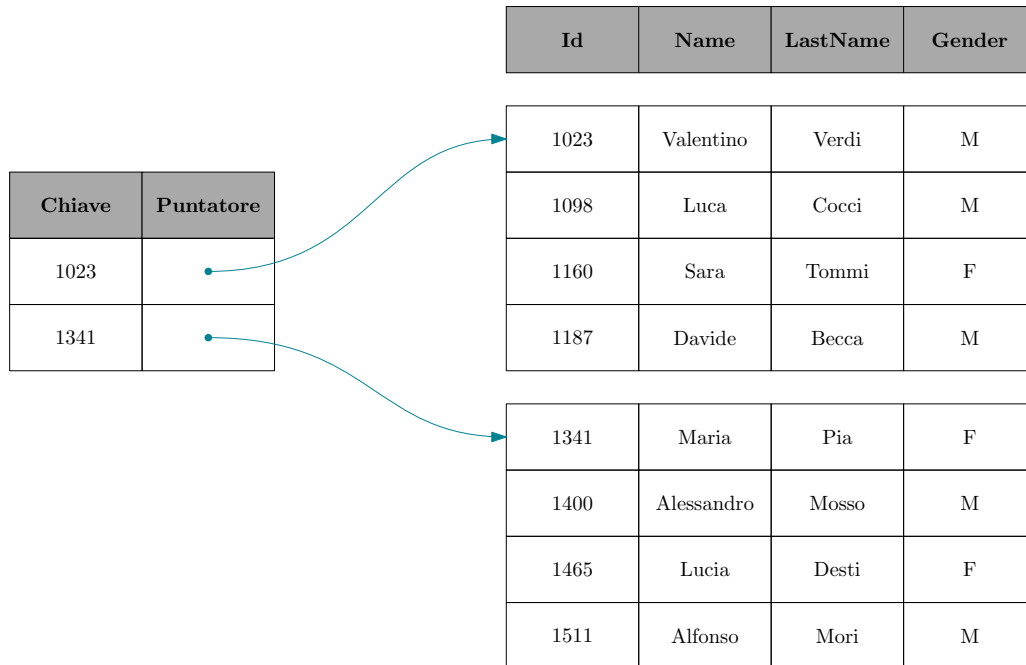 Id Name LastName Gender
1023 Valentino Verdi M
1098 Luca Cocci M
1160 Sara Tommi F
1187 Davide Becca M
1341 Maria Pia F
1400 Alessandro Mosso M
1465 Lucia Desti F
1511 Alfonso Mori M
Chiave Puntatore
1023
1341